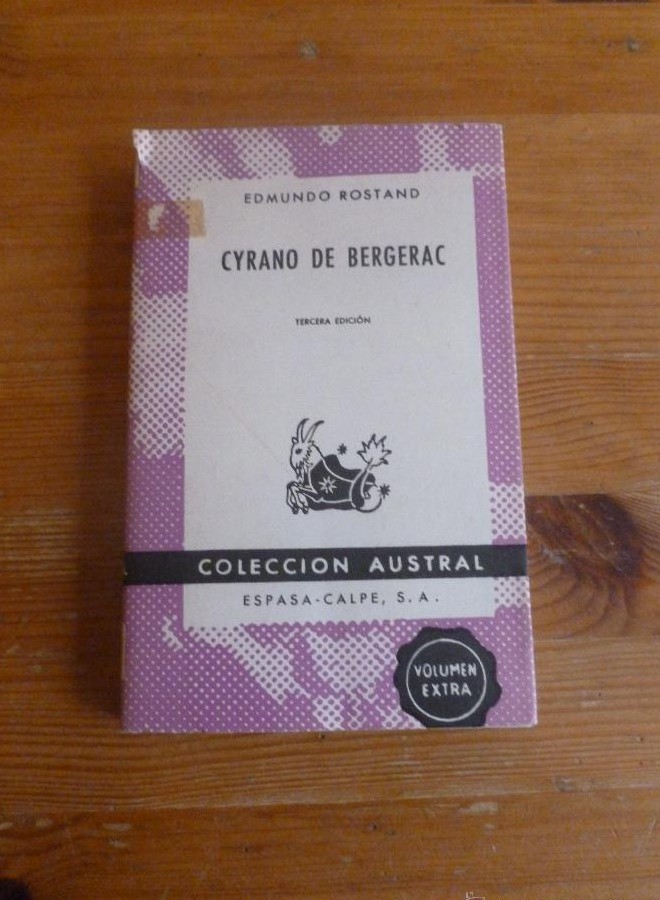 EDMUNDO ROSTAND
CYRANO DE BERGERAC
TERCERA EDICIÓN
COLECCION AUSTRAL
ESPASA-CALPE, S. A.
VOLUMEN
EXTRA